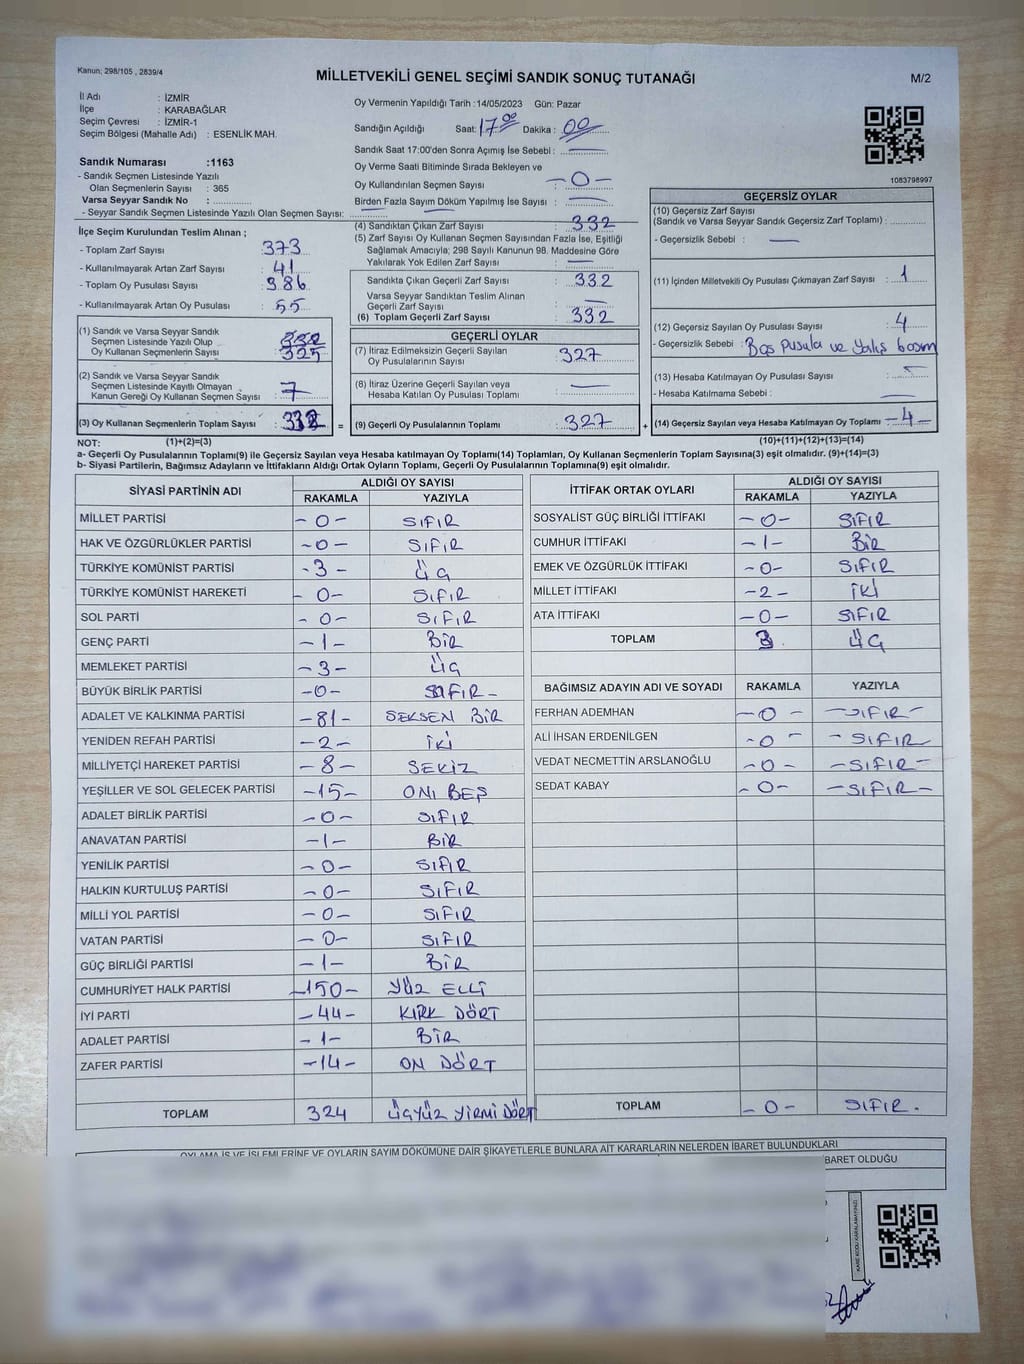 Kanun; 298/105 , 2839/4
MİLLETVEKİLİ GENEL SEÇİMİ SANDIK SONUÇ TUTANAĞI
M/2
İl Adı : İZMİR
İlçe : KARABAĞLAR
Seçim Çevresi : İZMİR-1
Seçim Bölgesi (Mahalle Adı) : ESENLİK MAH.
Sandık Numarası :1163
- Sandık Seçmen Listesinde Yazılı
Olan Seçmenlerin Sayısı : 365
Varsa Seyyar Sandık No :
- Seyyar Sandık Seçmen Listesinde Yazılı Olan Seçmen Sayısı:
Oy Vermenin Yapıldığı Tarih :14/05/2023 Gün: Pazar
Sandığın Açıldığı Saat: 17 00 Dakika : 00
Sandık Saat 17:00'den Sonra Açımış İse Sebebi :
Oy Verme Saati Bitiminde Sırada Bekleyen ve
Oy Kullandırılan Seçmen Sayısı : -0-
Birden Fazla Sayım Döküm Yapılmış İse Sayısı :
1083798997
İlçe Seçim Kurulundan Teslim Alınan ;
- Toplam Zarf Sayısı : 373
- Kullanılmayarak Artan Zarf Sayısı : 41
- Toplam Oy Pusulası Sayısı : 386
- Kullanılmayarak Artan Oy Pusulası : 55
(1) Sandık ve Varsa Seyyar Sandık
Seçmen Listesinde Yazılı Olup
Oy Kullanan Seçmenlerin Sayısı : 325
(2) Sandık ve Varsa Seyyar Sandık
Seçmen Listesinde Kayıtlı Olmayan
Kanun Gereği Oy Kullanan Seçmen Sayısı : 7
(3) Oy Kullanan Seçmenlerin Toplam Sayısı : 332 =
(4) Sandıktan Çıkan Zarf Sayısı : 332
(5) Zarf Sayısı Oy Kullanan Seçmen Sayısından Fazla İse, Eşitliği
Sağlamak Amacıyla; 298 Sayılı Kanunun 98. Maddesine Göre
Yakılarak Yok Edilen Zarf Sayısı :
Sandıkta Çıkan Geçerli Zarf Sayısı : 332
Varsa Seyyar Sandıktan Teslim Alınan
Geçerli Zarf Sayısı :
(6) Toplam Geçerli Zarf Sayısı : 332
GEÇERLİ OYLAR
(7) İtiraz Edilmeksizin Geçerli Sayılan
Oy Pusulalarının Sayısı : 327
(8) İtiraz Üzerine Geçerli Sayılan veya
Hesaba Katılan Oy Pusulası Toplamı :
(9) Geçerli Oy Pusulalarının Toplamı : 327 +
GEÇERSİZ OYLAR
(10) Geçersiz Zarf Sayısı
(Sandık ve Varsa Seyyar Sandık Geçersiz Zarf Toplamı) :
- Geçersizlik Sebebi :
(11) İçinden Milletvekili Oy Pusulası Çıkmayan Zarf Sayısı : 1
(12) Geçersiz Sayılan Oy Pusulası Sayısı : 4
- Geçersizlik Sebebi : Boş pusula ve yalış basım
(13) Hesaba Katılmayan Oy Pusulası Sayısı :
- Hesaba Katılmama Sebebi :
(14) Geçersiz Sayılan veya Hesaba Katılmayan Oy Toplamı : -4-
NOT: (1)+(2)=(3) (10)+(11)+(12)+(13)=(14)
a- Geçerli Oy Pusulasının Toplamı(9) ile Geçersiz Sayılan veya Hesaba katılmayan Oy Toplamı(14) Toplamları, Oy Kullanan Seçmenlerin Toplam Sayısına(3) eşit olmalıdır. (9)+(14)=(3)
b- Siyasi Partilerin, Bağımsız Adayların ve İttifakların Aldığı Ortak Oyların Toplamı, Geçerli Oy Pusulalarının Toplamına(9) eşit olmalıdır.
SİYASİ PARTİNİN ADI ALDIĞI OY SAYISI
RAKAMLA YAZIYLA
MİLLET PARTİSİ -0- SIFIR
HAK VE ÖZGÜRLÜKLER PARTİSİ -0- SIFIR
TÜRKİYE KOMÜNİST PARTİSİ -3- ÜÇ
TÜRKİYE KOMÜNİST HAREKETİ -0- SIFIR
SOL PARTİ -0- SIFIR
GENÇ PARTİ -1- BİR
MEMLEKET PARTİSİ -3- ÜÇ
BÜYÜK BİRLİK PARTİSİ -0- SIFIR-
ADALET VE KALKINMA PARTİSİ -81- SEKSEN BİR
YENİDEN REFAH PARTİSİ -2- İKİ
MİLLİYETÇİ HAREKET PARTİSİ -8- SEKİZ
YEŞİLLER VE SOL GELECEK PARTİSİ -15- ONI BEŞ
ADALET BİRLİK PARTİSİ -0- SIFIR
ANAVATAN PARTİSİ -1- BİR
YENİLİK PARTİSİ -0- SIFIR
HALKIN KURTULUŞ PARTİSİ -0- SIFIR
MİLLİ YOL PARTİSİ -0- SIFIR
VATAN PARTİSİ -0- SIFIR
GÜÇ BİRLİĞİ PARTİSİ -1- BİR
CUMHURİYET HALK PARTİSİ -150- YÜZ ELLİ
İYİ PARTİ -44- KIRK DÖRT
ADALET PARTİSİ -1- BİR
ZAFER PARTİSİ -14- ON DÖRT
TOPLAM 324 ÜÇYÜZ YİRMİ DÖRT
İTTİFAK ORTAK OYLARI ALDIĞI OY SAYISI
RAKAMLA YAZIYLA
SOSYALİST GÜÇ BİRLİĞİ İTTİFAKI -0- SIFIR
CUMHUR İTTİFAKI -1- BİR
EMEK VE ÖZGÜRLÜK İTTİFAKI -0- SIFIR
MİLLET İTTİFAKI -2- İKİ
ATA İTTİFAKI -0- SIFIR
TOPLAM 3 ÜÇ
BAĞIMSIZ ADAYIN ADI VE SOYADI RAKAMLA YAZIYLA
FERHAN ADEMHAN -0- -SIFIR-
ALİ İHSAN ERDENİLGEN -0- -SIFIR-
VEDAT NECMETTİN ARSLANOĞLU -0- -SIFIR-
SEDAT KABAY -0- -SIFIR-
TOPLAM -0- SIFIR.
OYLAMA İŞ VE İŞLEMLERİNE VE OYLARIN SAYIM DÖKÜMÜNE DAİR ŞİKAYETLERLE BUNLARA AİT KARARLARIN NELERDEN İBARET BULUNDUKLARI
BARET OLDUĞU
KARE KODU KARALAMAYINIZ!